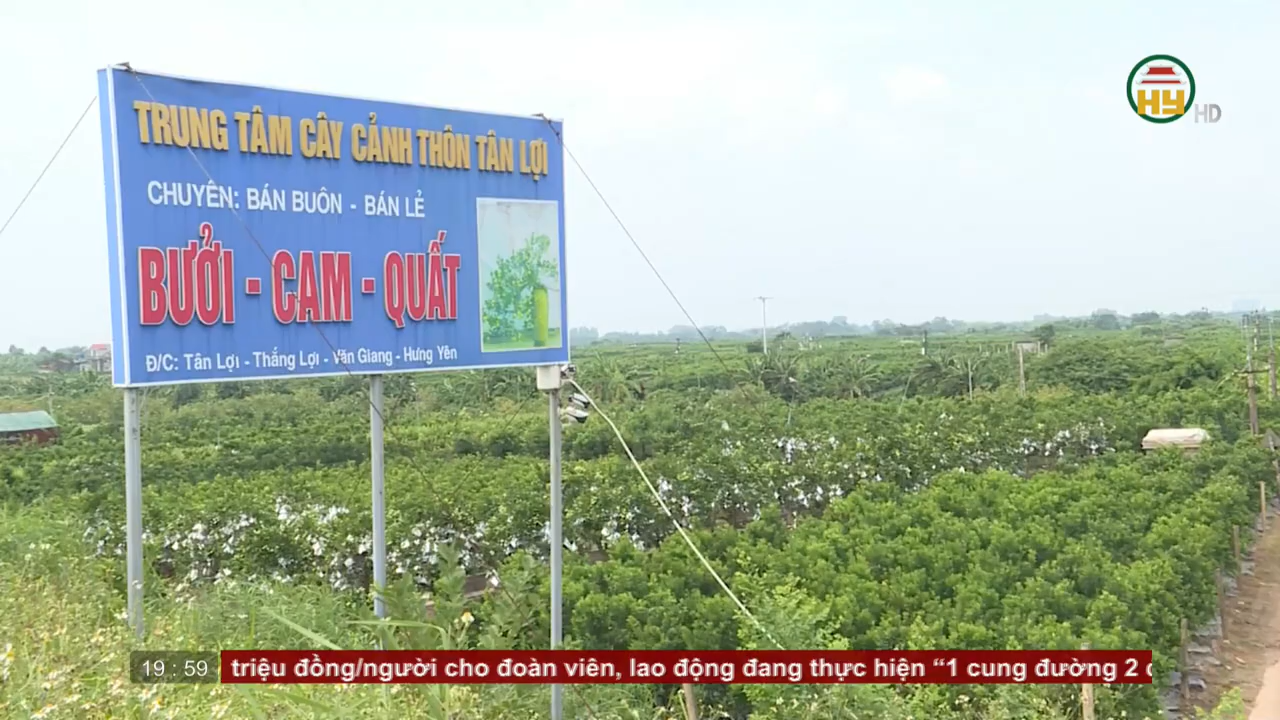 HY HD
TRUNG TÂM CÂY CẢNH THÔN TÂN LỢI
CHUYÊN: BÁN BUÔN - BÁN LẺ
BƯỞI - CAM - QUẤT
Đ/C: Tân Lợi - Thắng Lợi - Văn Giang - Hưng Yên
19 : 59 triệu đồng/người cho đoàn viên, lao động đang thực hiện “1 cung đường 2